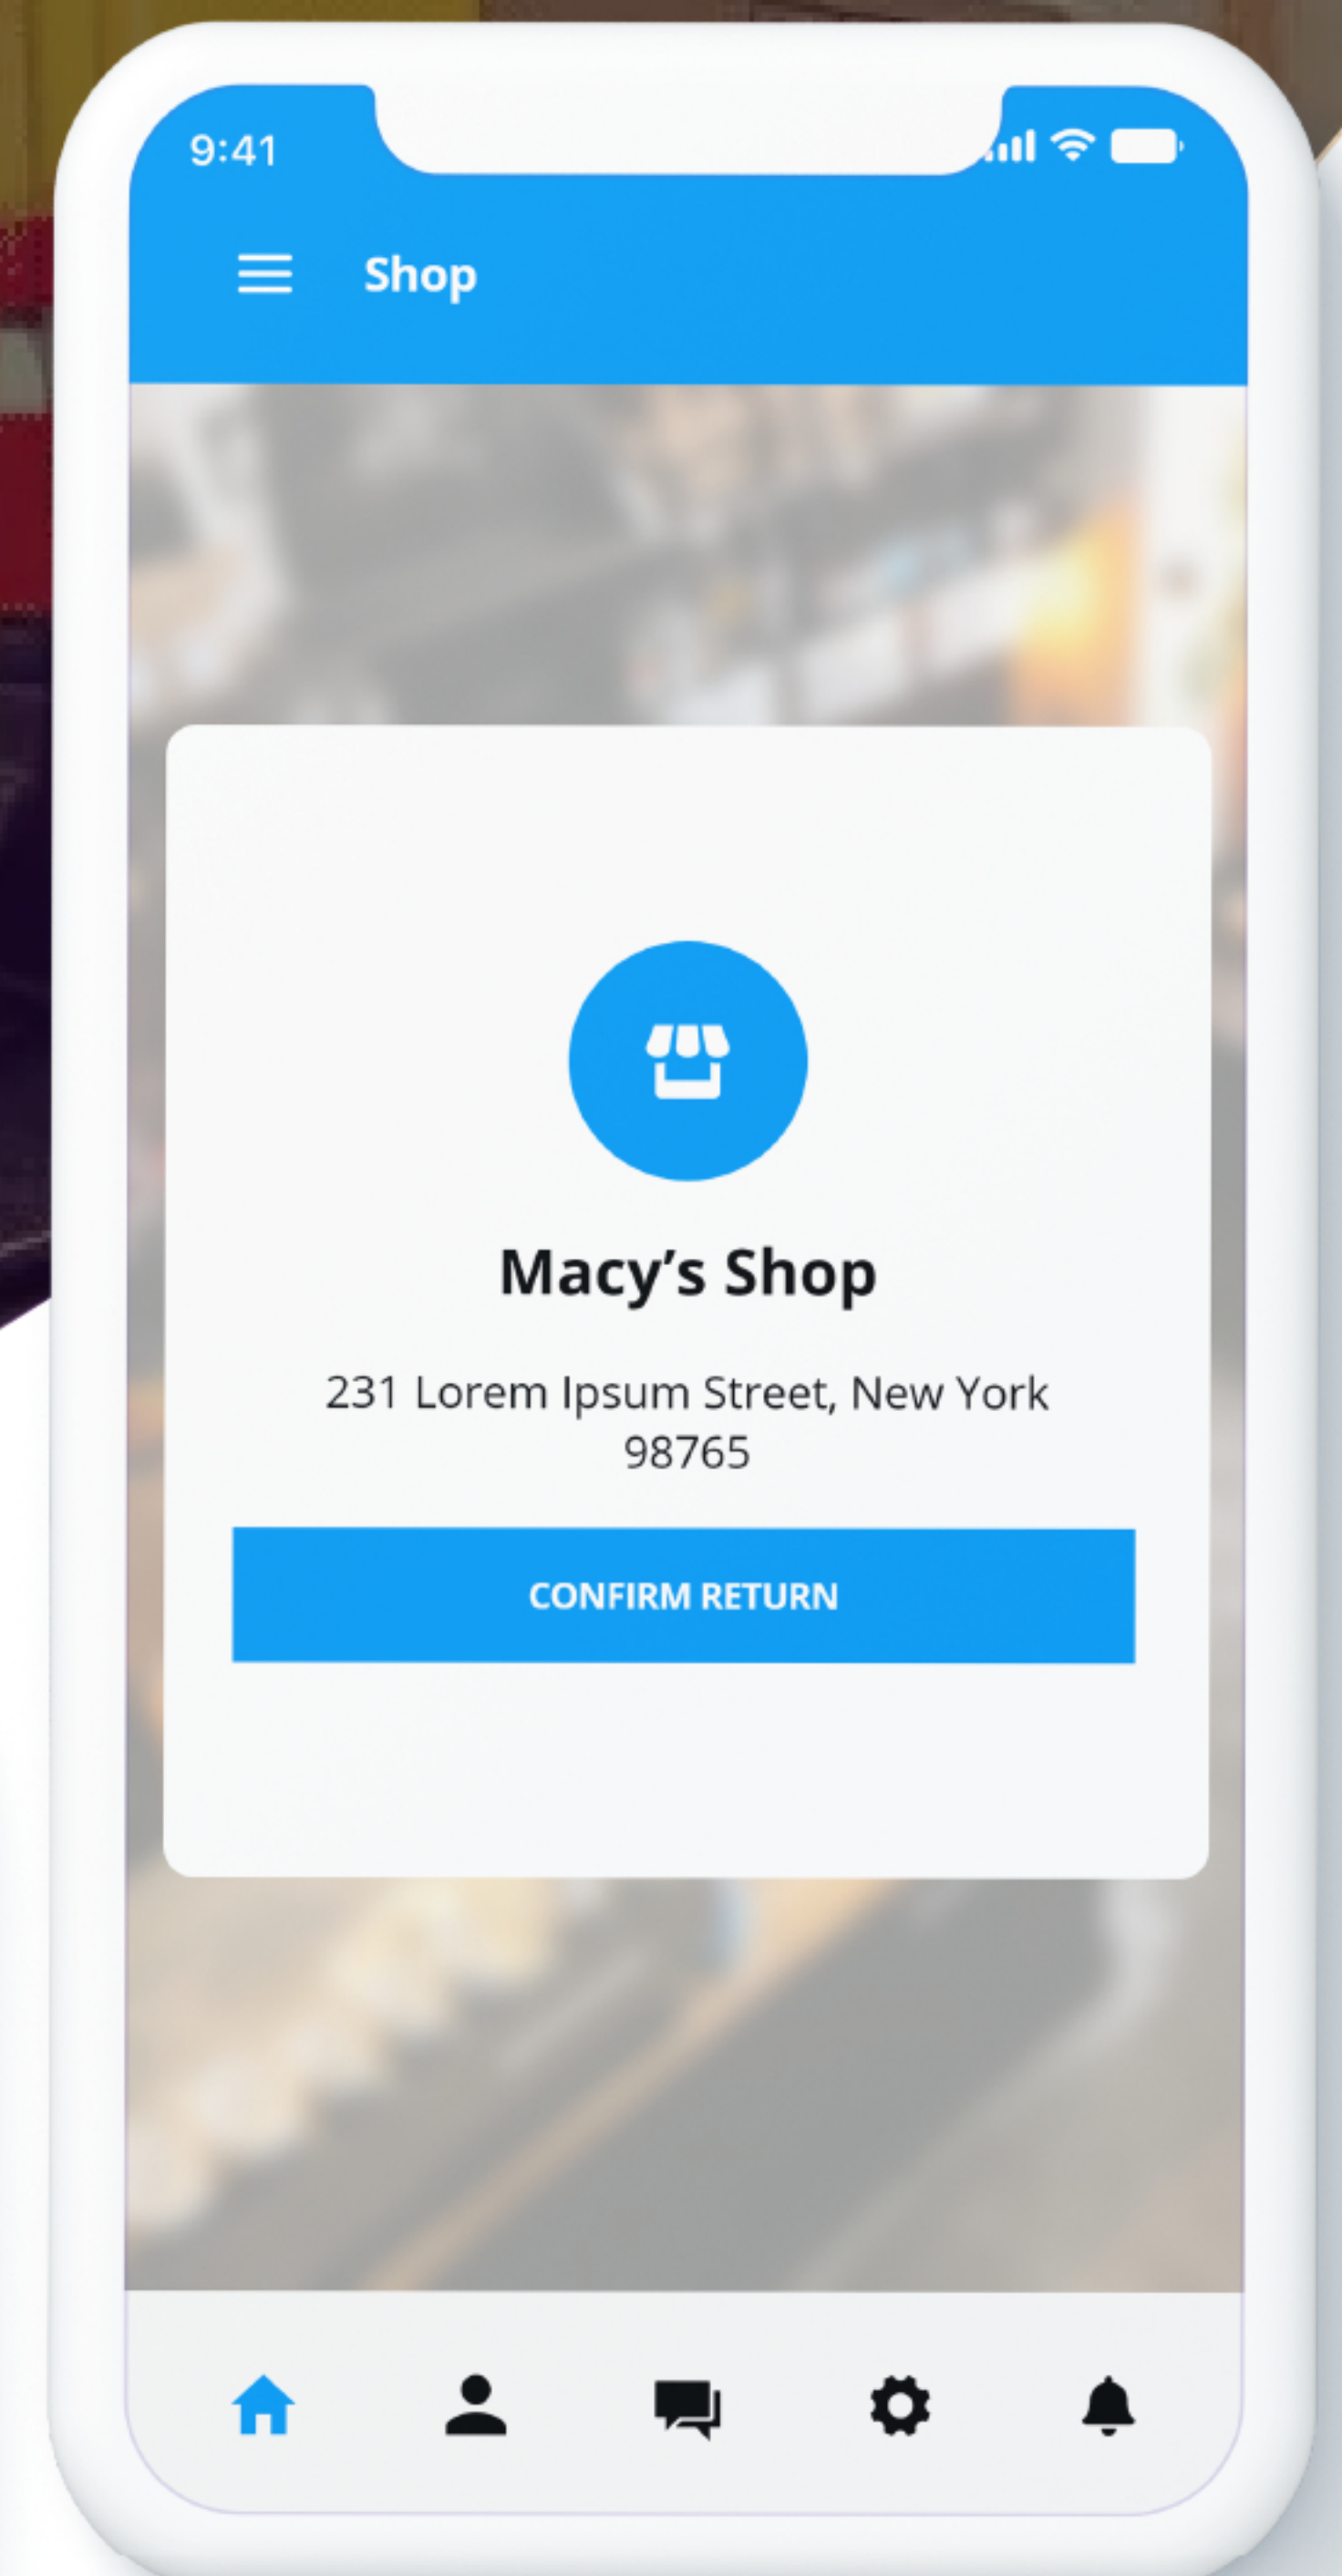 9:41
Shop
Macy’s Shop
231 Lorem Ipsum Street, New York
98765
CONFIRM RETURN